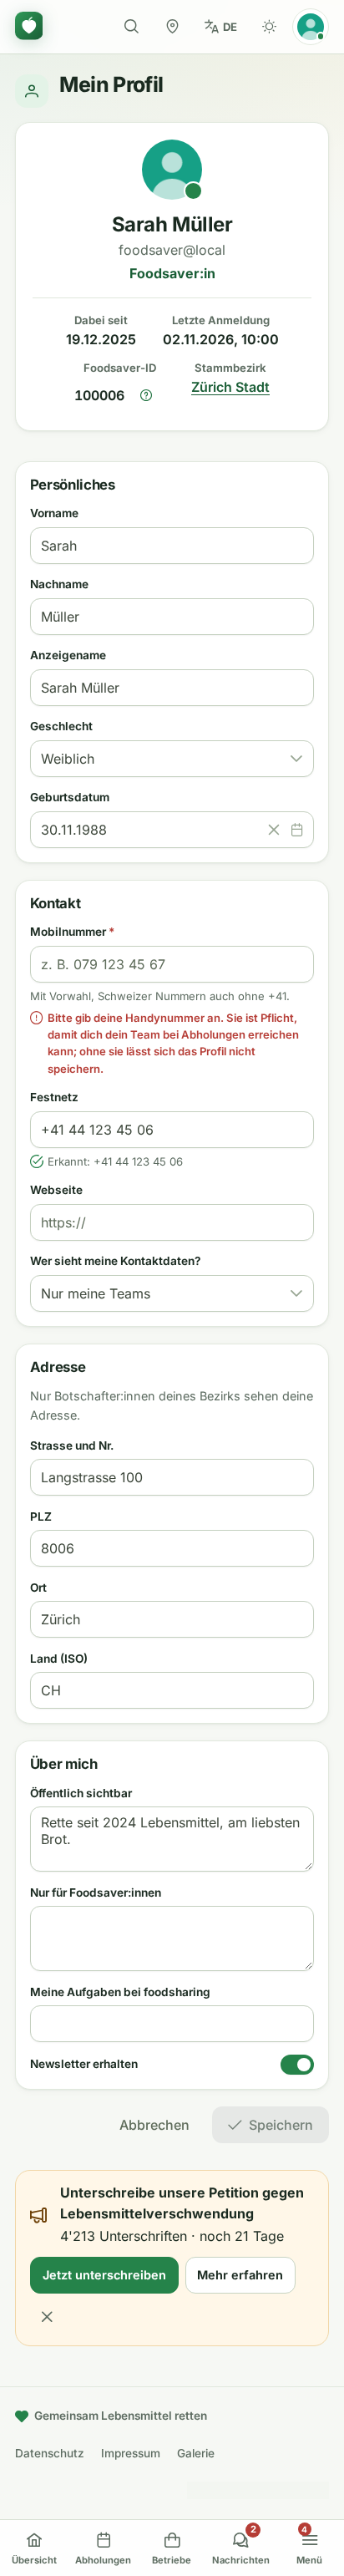 DE
Mein Profil
Sarah Müller
foodsaver@local
Foodsaver:in
Dabei seit
19.12.2025
Letzte Anmeldung
02.11.2026, 10:00
Foodsaver-ID
100006
Stammbezirk
Zürich Stadt
Persönliches
Vorname
Sarah
Nachname
Müller
Anzeigename
Sarah Müller
Geschlecht
Weiblich
Geburtsdatum
30.11.1988
Kontakt
Mobilnummer *
z. B. 079 123 45 67
Mit Vorwahl, Schweizer Nummern auch ohne +41.
Bitte gib deine Handynummer an. Sie ist Pflicht,
damit dich dein Team bei Abholungen erreichen
kann; ohne sie lässt sich das Profil nicht
speichern.
Festnetz
+41 44 123 45 06
Erkannt: +41 44 123 45 06
Webseite
https://
Wer sieht meine Kontaktdaten?
Nur meine Teams
Adresse
Nur Botschafter:innen deines Bezirks sehen deine
Adresse.
Strasse und Nr.
Langstrasse 100
PLZ
8006
Ort
Zürich
Land (ISO)
CH
Über mich
Öffentlich sichtbar
Rette seit 2024 Lebensmittel, am liebsten
Brot.
Nur für Foodsaver:innen
Meine Aufgaben bei foodsharing
Newsletter erhalten
Abbrechen
Speichern
Unterschreibe unsere Petition gegen
Lebensmittelverschwendung
4'213 Unterschriften · noch 21 Tage
Jetzt unterschreiben
Mehr erfahren
Gemeinsam Lebensmittel retten
Datenschutz Impressum Galerie
2
4
Übersicht Abholungen Betriebe Nachrichten Menü